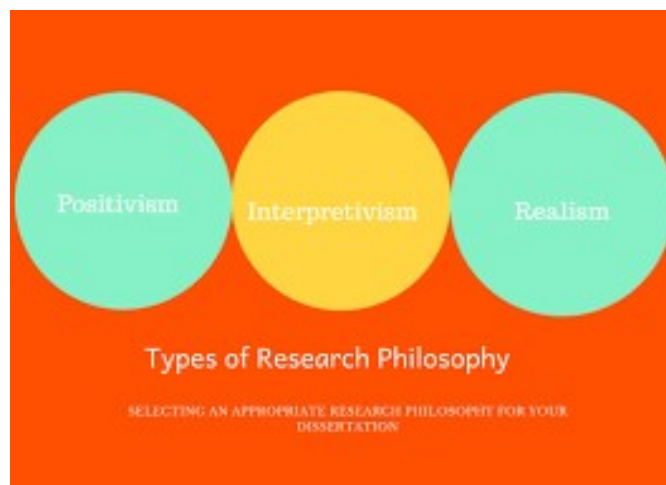 Positivism
Interpretivism
Realism
Types of Research Philosophy
SELECTING AN APPROPRIATE RESEARCH PHILOSOPHY FOR YOUR
DISSERTATION